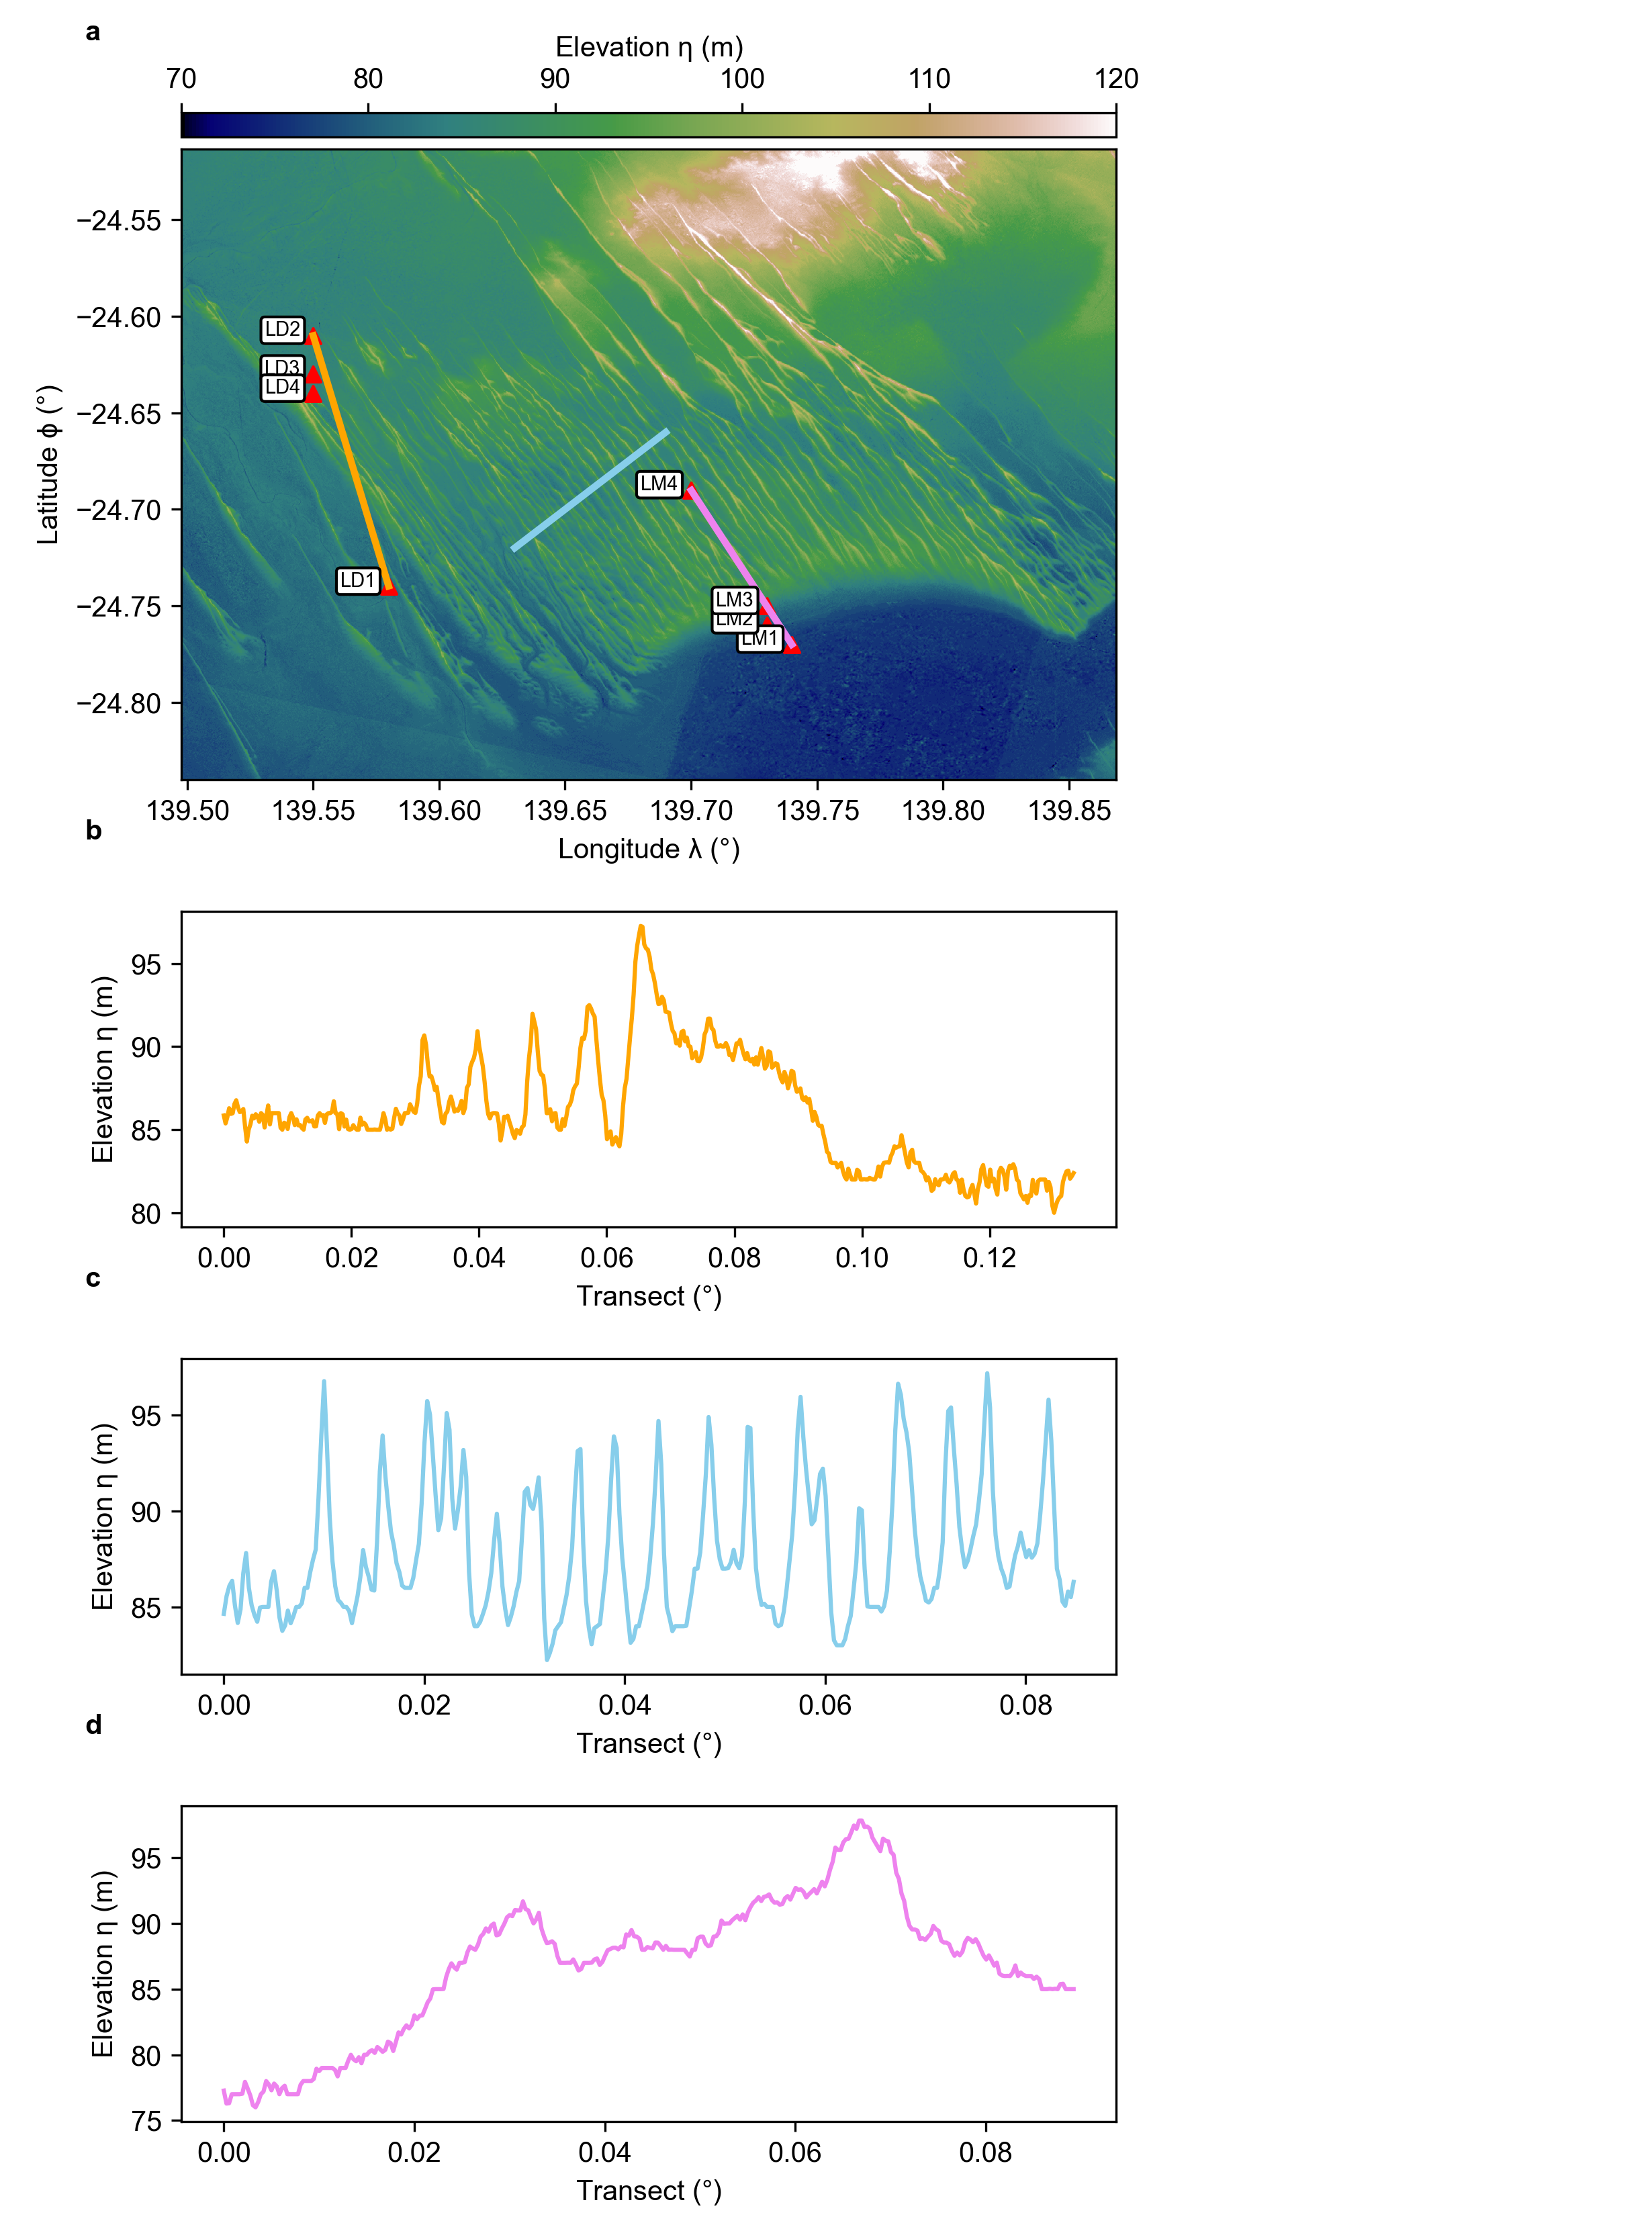 a
Elevation η (m)
70 80 90 100 110 120
−24.55
−24.60
−24.65
−24.70
−24.75
−24.80
Latitude ϕ (°)
LD2
LD3
LD4
LM4
LD1
LM3
LM2
LM1
139.50 139.55 139.60 139.65 139.70 139.75 139.80 139.85
Longitude λ (°)
b
95
90
85
80
Elevation η (m)
0.00 0.02 0.04 0.06 0.08 0.10 0.12
Transect (°)
c
95
90
85
Elevation η (m)
0.00 0.02 0.04 0.06 0.08
Transect (°)
d
95
90
85
80
75
Elevation η (m)
0.00 0.02 0.04 0.06 0.08
Transect (°)